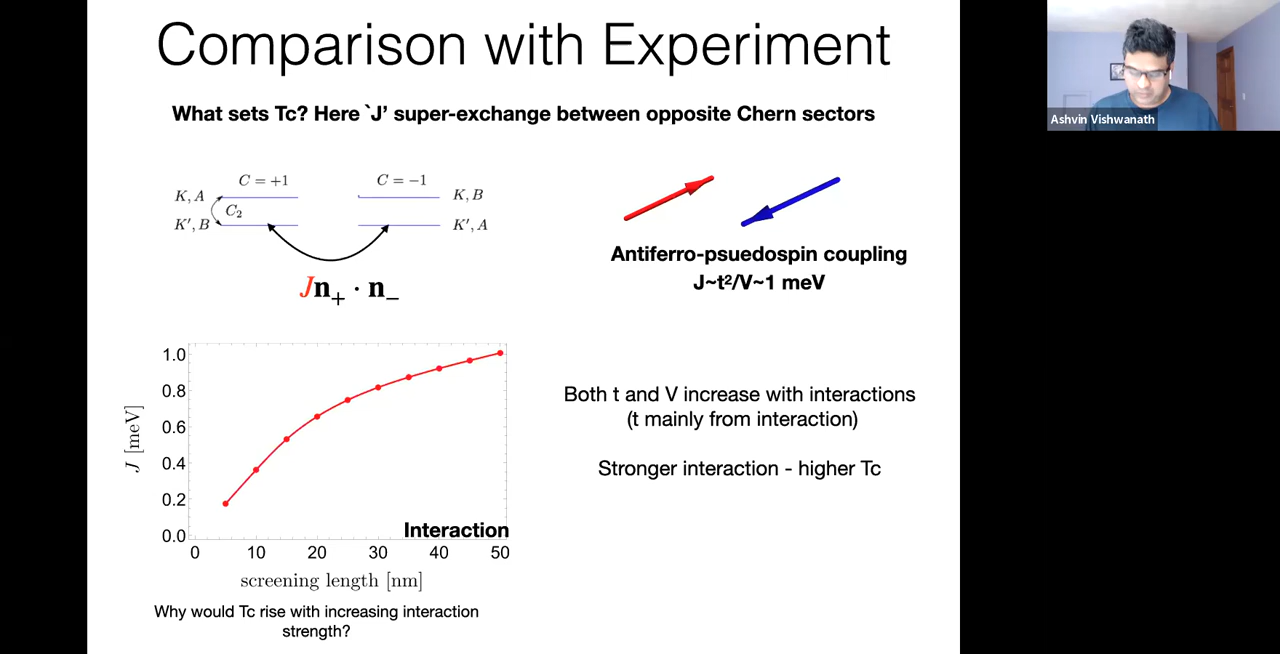 Comparison with Experiment
Ashvin Vishwanath
What sets Tc? Here `J' super-exchange between opposite Chern sectors
C = +1
C = −1
K, A
K, B
C₂
K′, B
K′, A
Antiferro-psuedospin coupling
J~t²/V~1 meV
Jn₊ · n₋
1.0
0.8
0.6
0.4
0.2
0.0
J [meV]
Interaction
0 10 20 30 40 50
screening length [nm]
Both t and V increase with interactions
(t mainly from interaction)
Stronger interaction - higher Tc
Why would Tc rise with increasing interaction
strength?